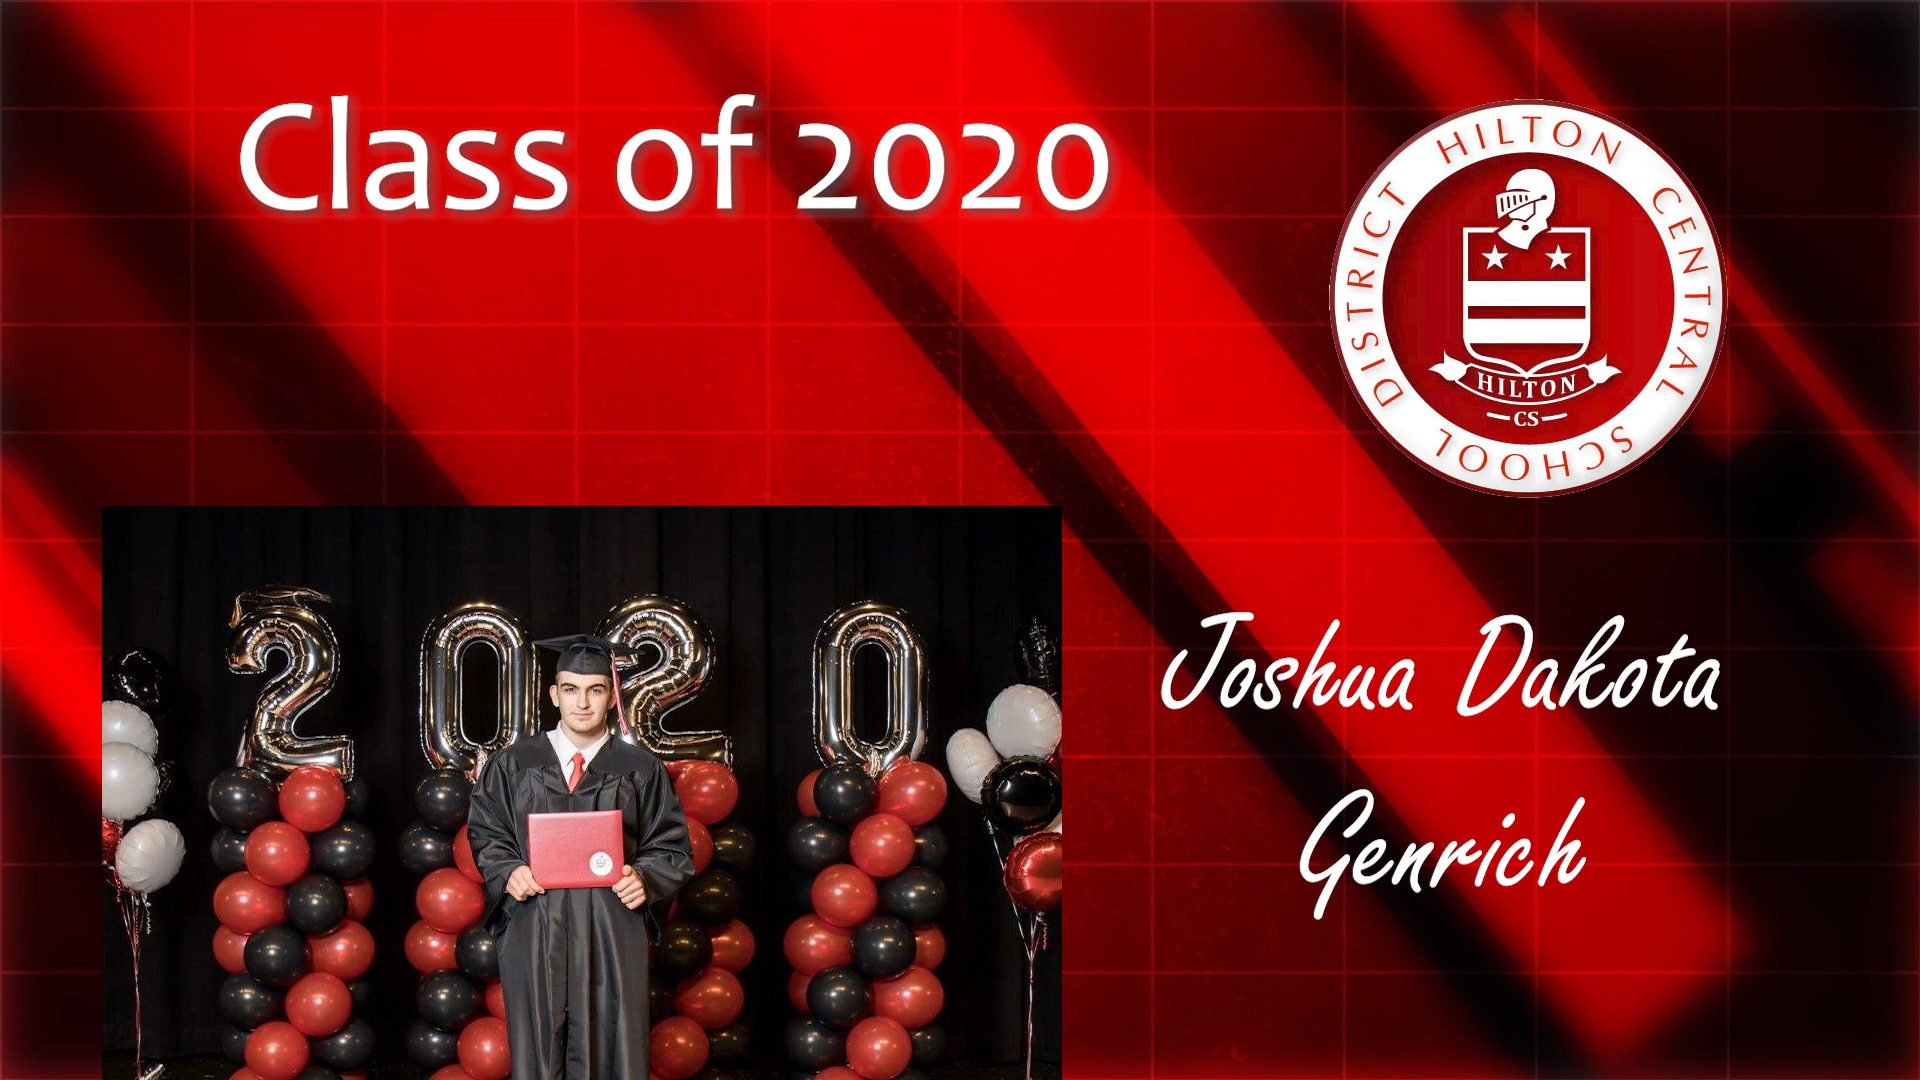 Class of 2020
HILTON CENTRAL SCHOOL DISTRICT
HILTON
CS
2020
Joshua Dakota
Genrich